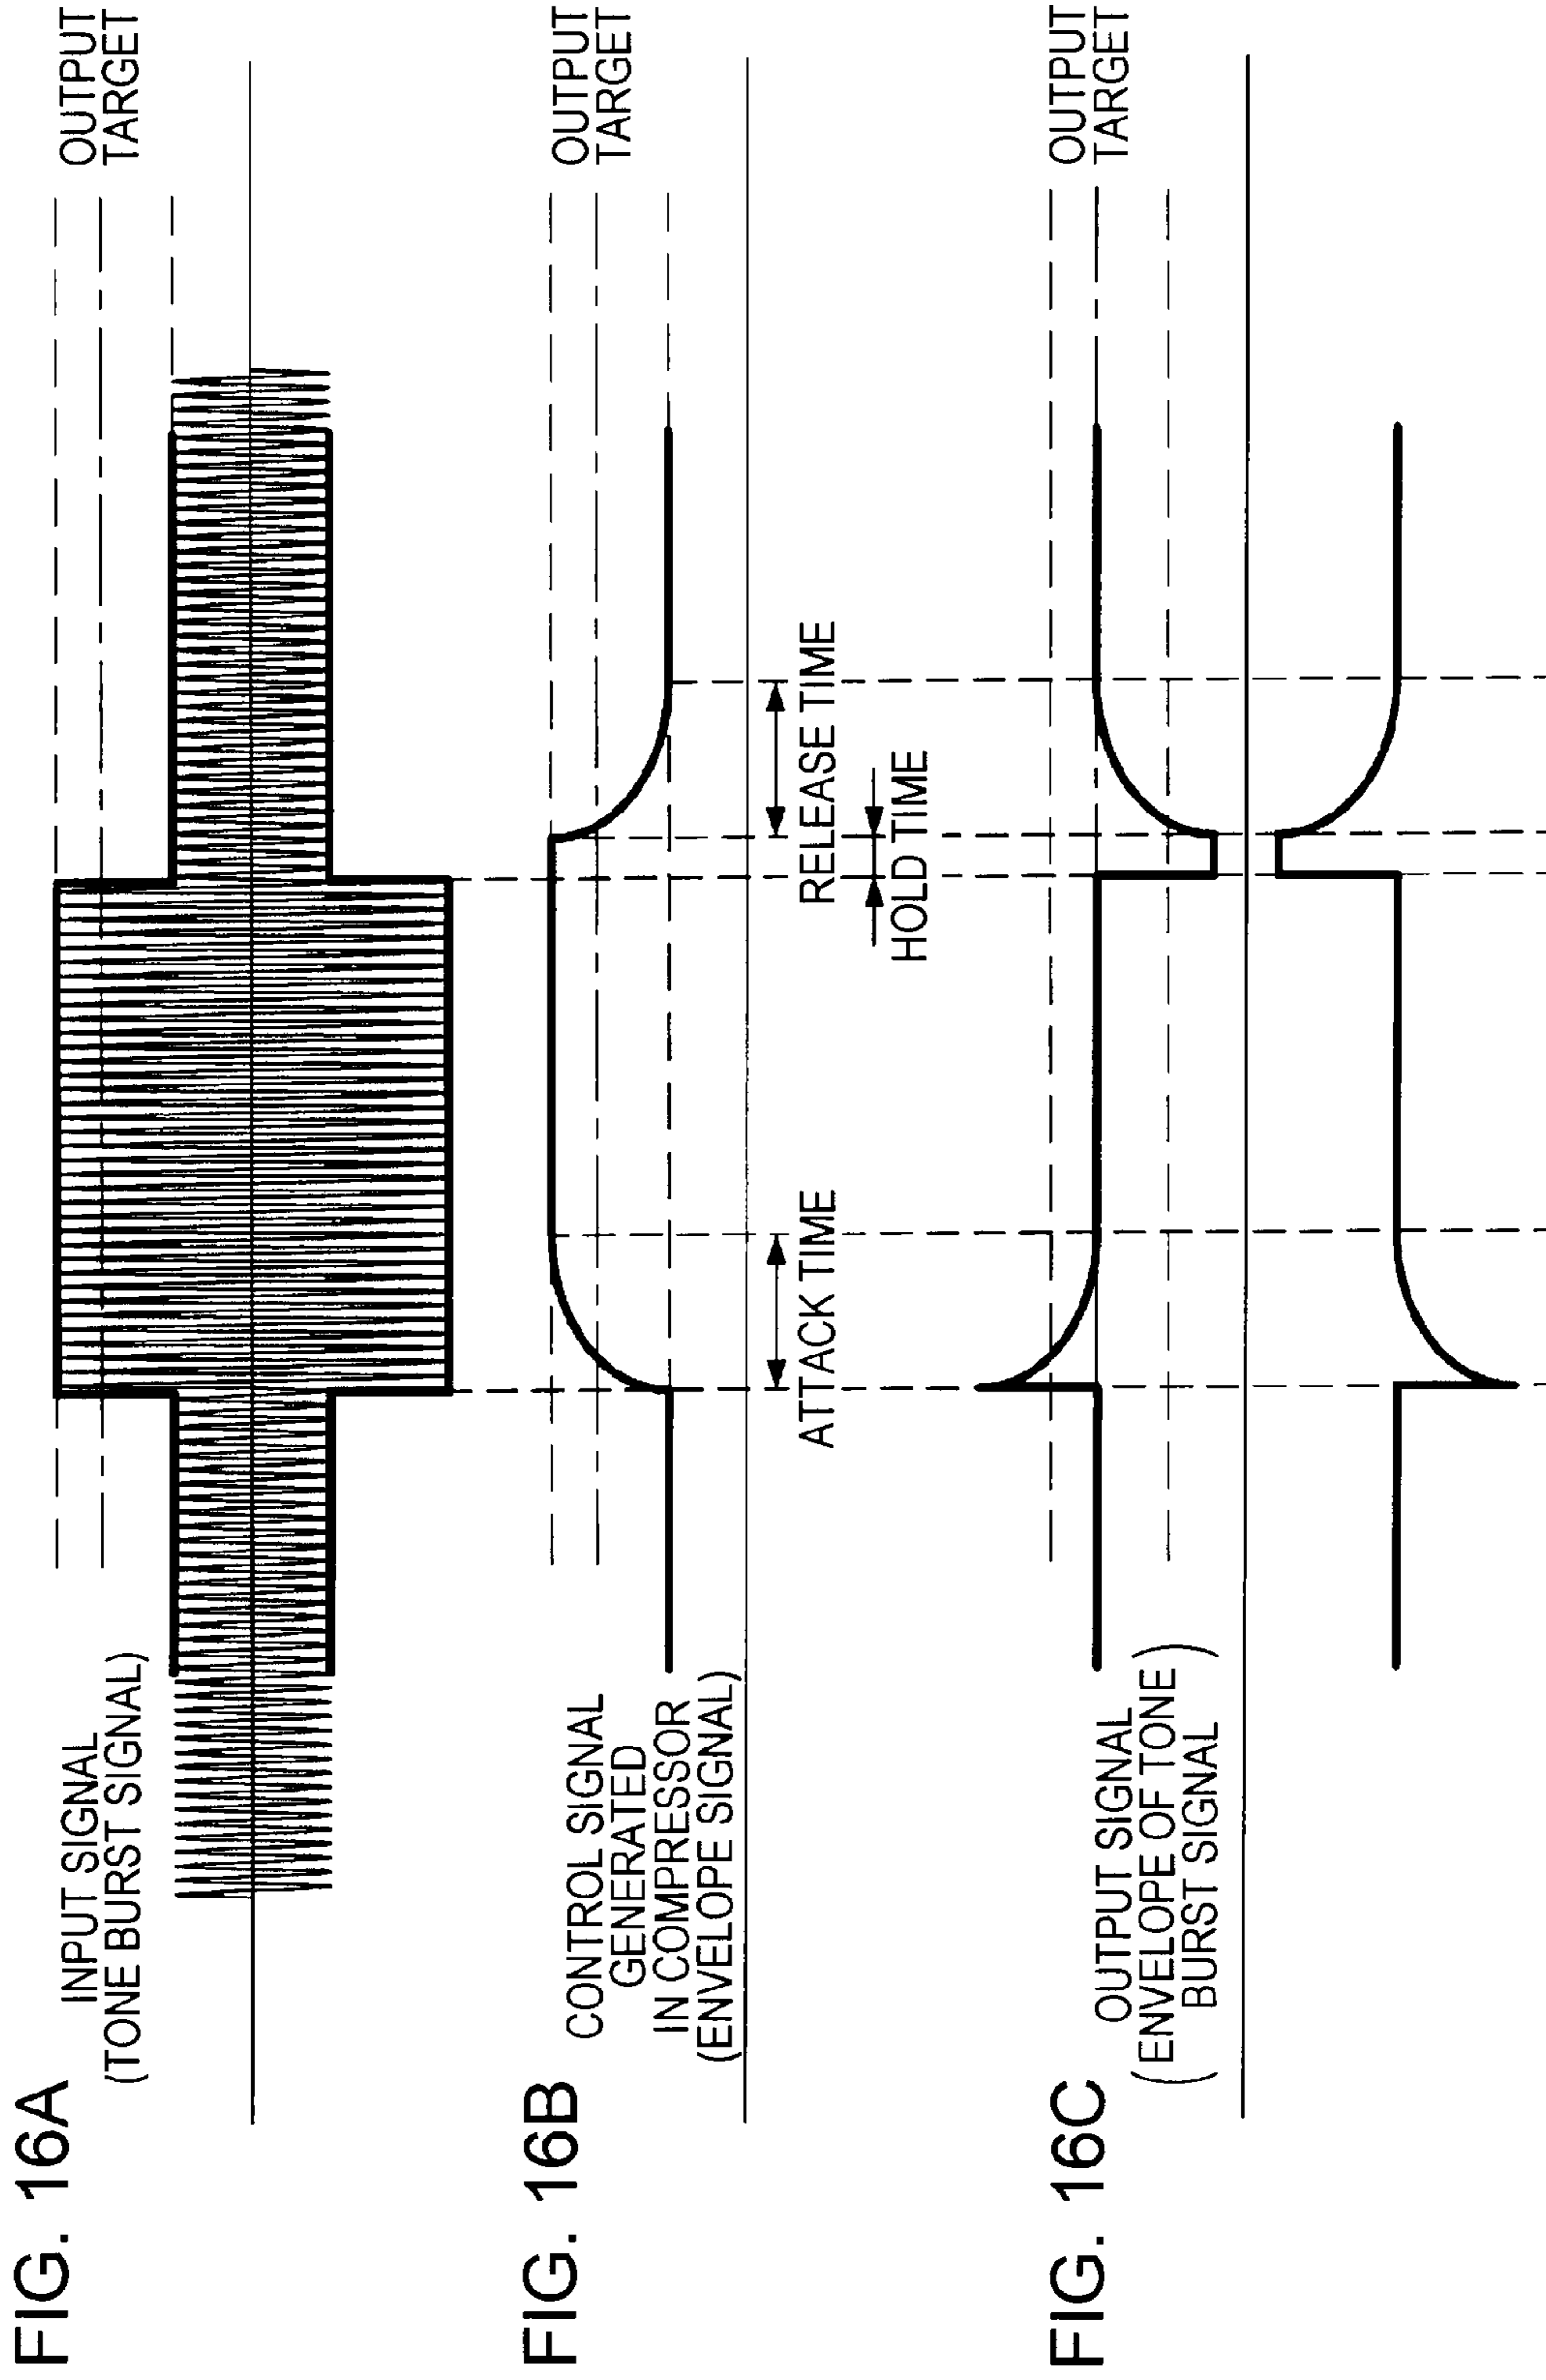 FIG. 16A
INPUT SIGNAL
(TONE BURST SIGNAL)
OUTPUT
TARGET
FIG. 16B
CONTROL SIGNAL
GENERATED
IN COMPRESSOR
(ENVELOPE SIGNAL)
OUTPUT
TARGET
ATTACK TIME
RELEASE TIME
HOLD TIME
FIG. 16C
OUTPUT SIGNAL
(ENVELOPE OF TONE
BURST SIGNAL)
OUTPUT
TARGET